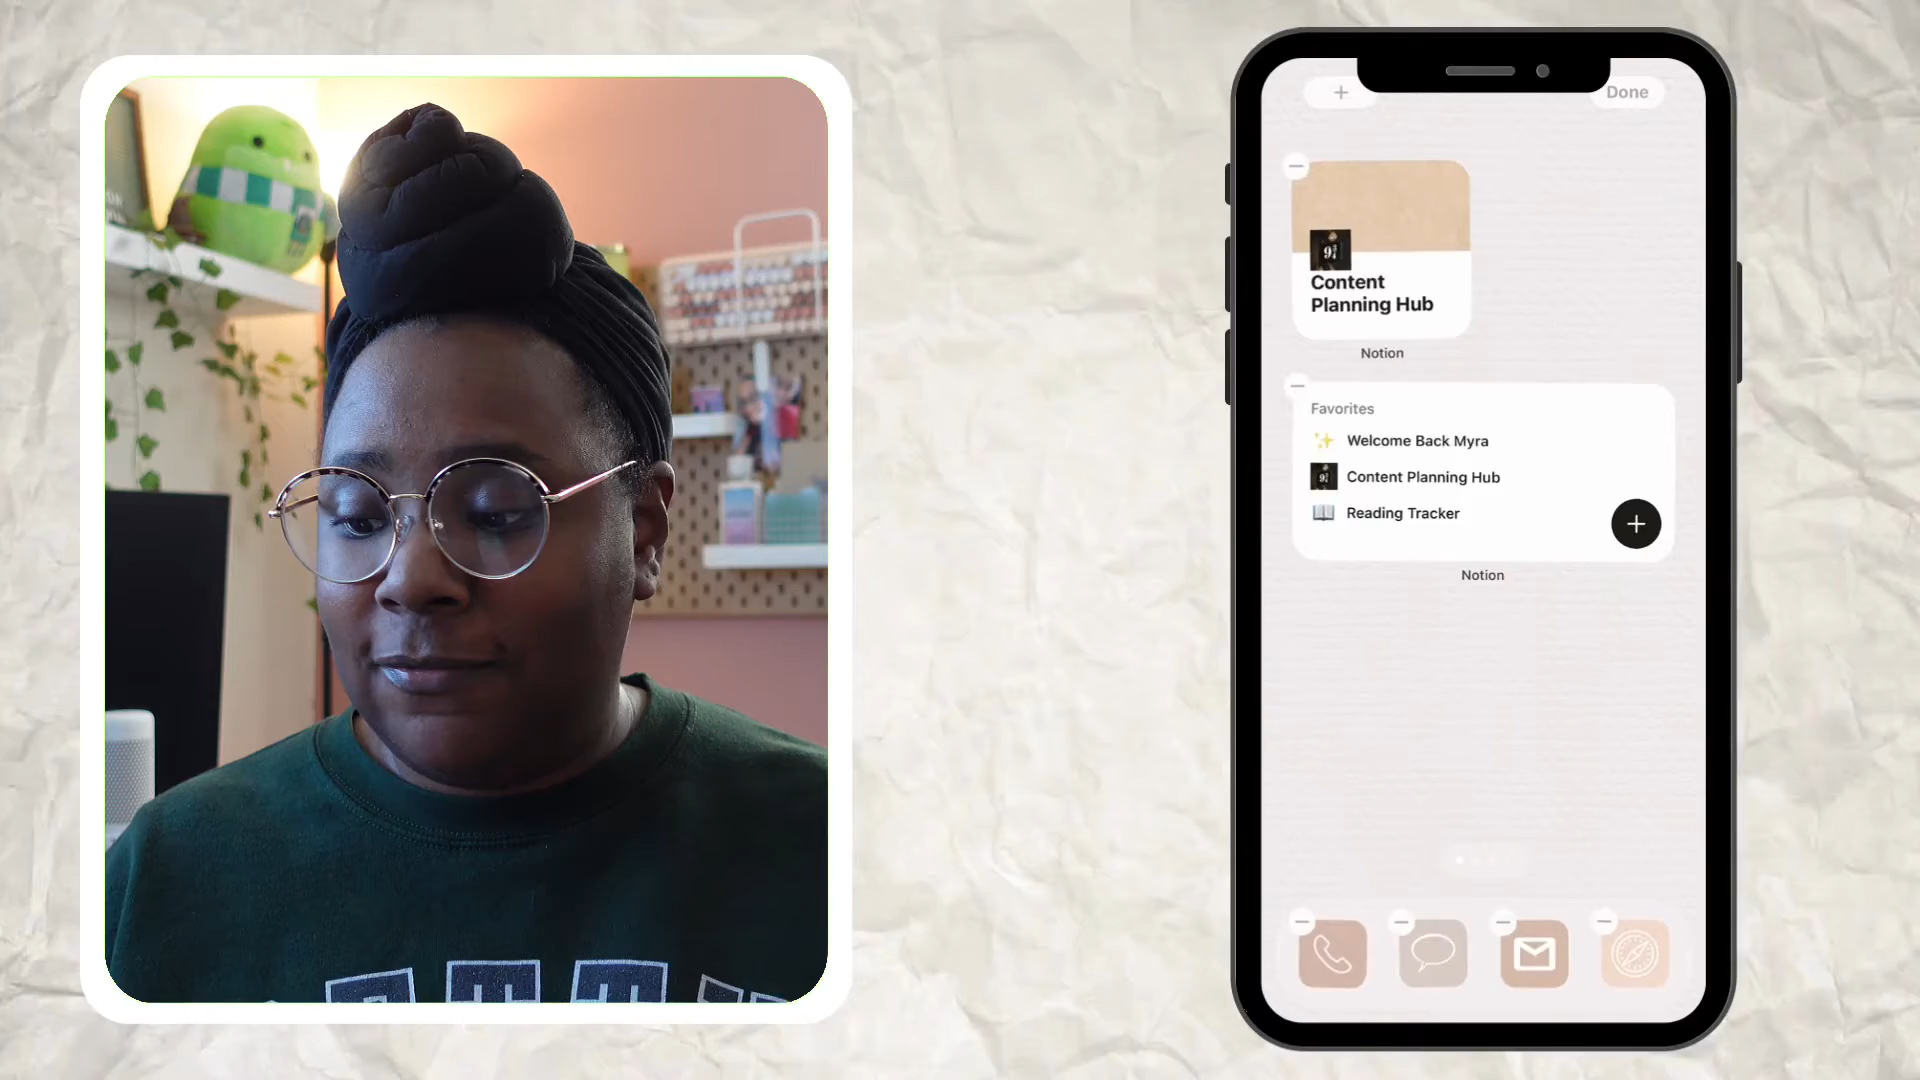 Done
Content
Planning Hub
Notion
Favorites
Welcome Back Myra
Content Planning Hub
Reading Tracker
Notion